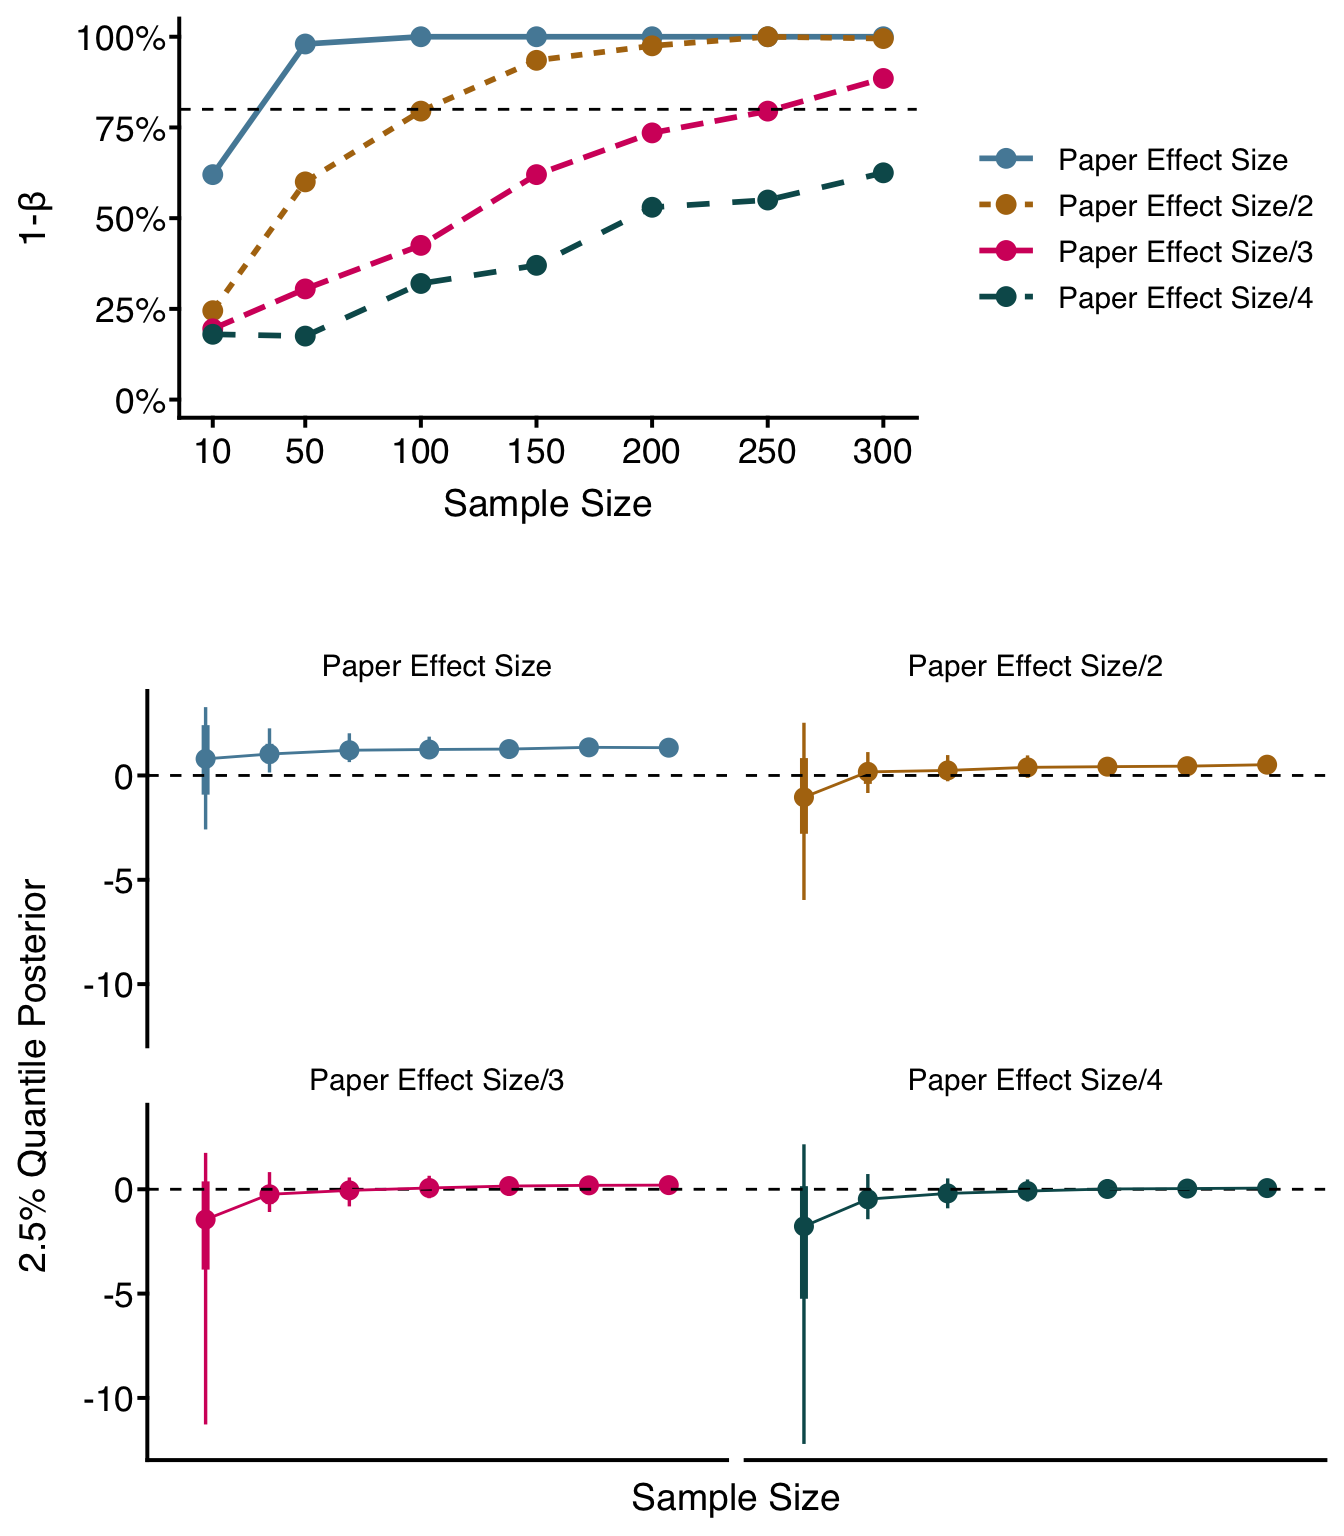 100%
75%
50%
25%
0%
1-β
10 50 100 150 200 250 300
Sample Size
Paper Effect Size
Paper Effect Size/2
Paper Effect Size/3
Paper Effect Size/4
Paper Effect Size
Paper Effect Size/2
0
-5
-10
2.5% Quantile Posterior
Paper Effect Size/3
Paper Effect Size/4
0
-5
-10
Sample Size